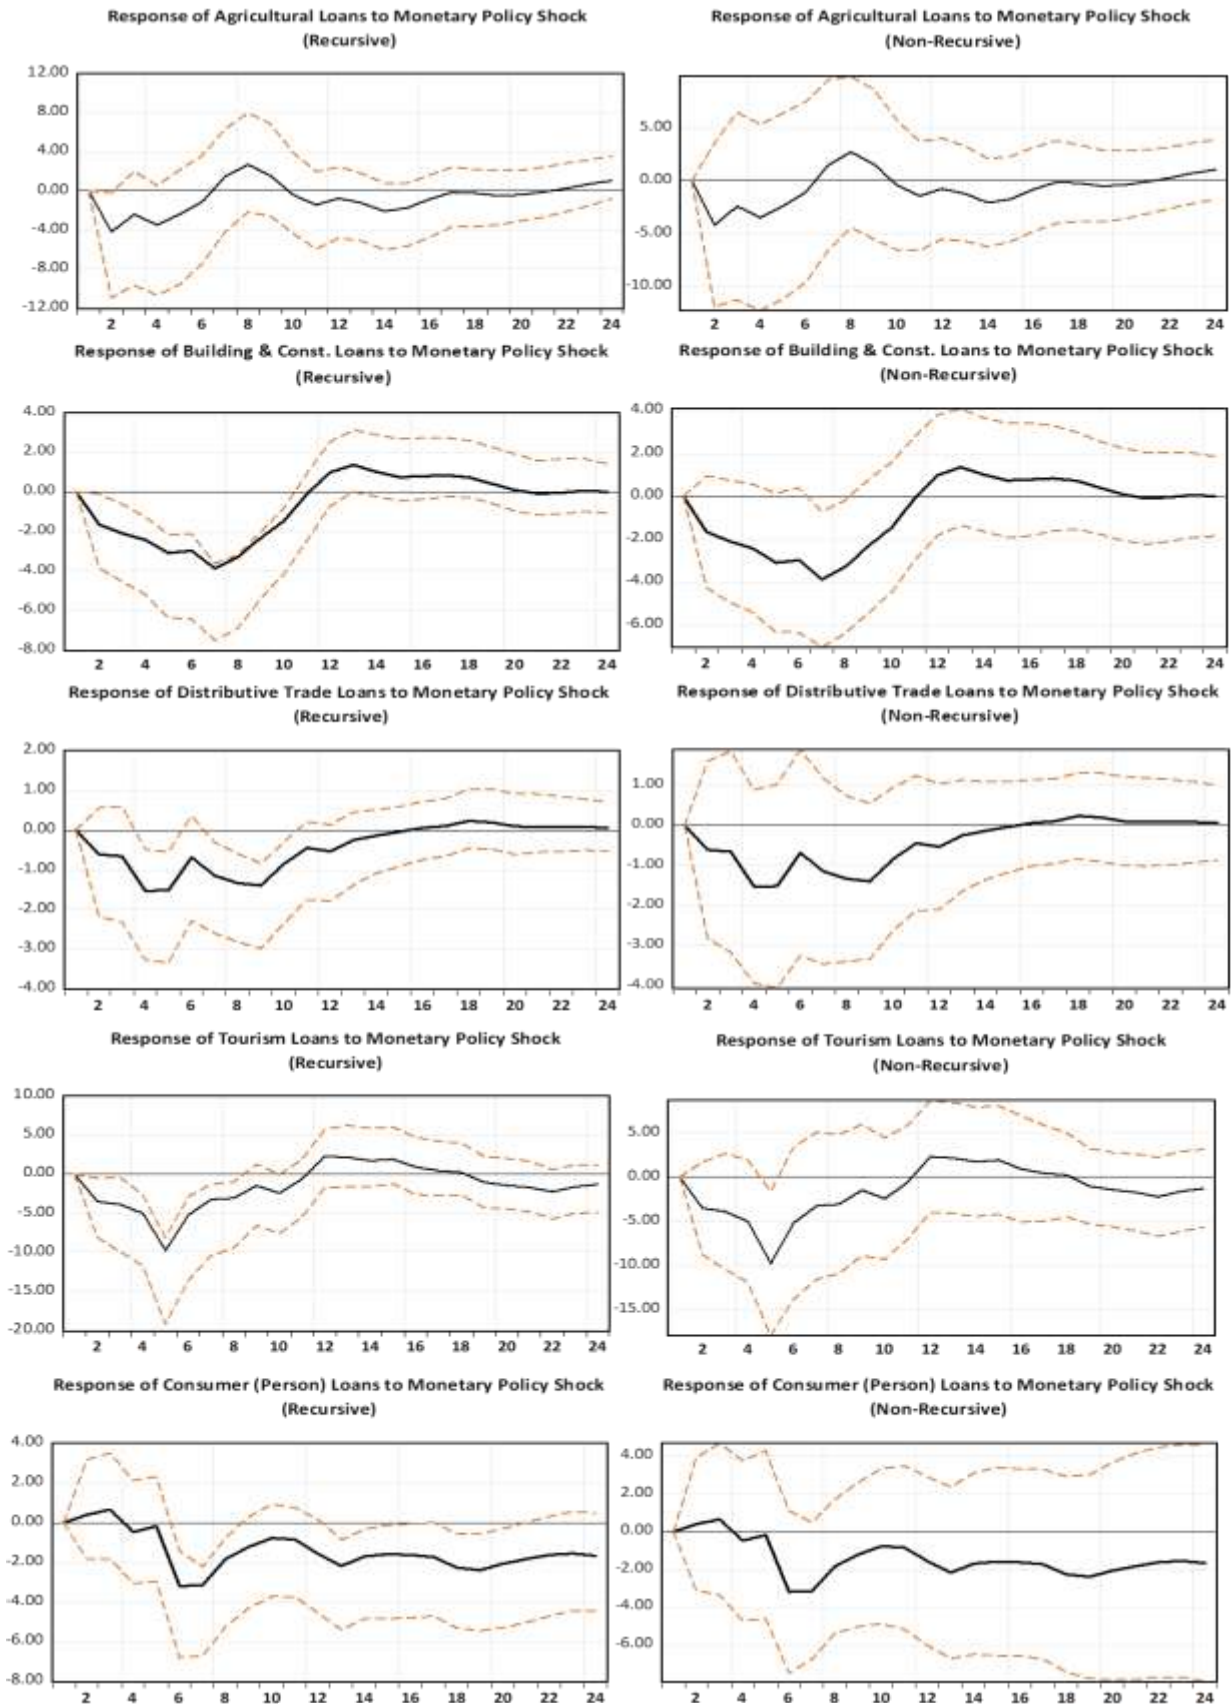 Response of Agricultural Loans to Monetary Policy Shock
(Recursive)
12.00
8.00
4.00
0.00
-4.00
-8.00
-12.00
2 4 6 8 10 12 14 16 18 20 22 24
Response of Agricultural Loans to Monetary Policy Shock
(Non-Recursive)
5.00
0.00
-5.00
-10.00
2 4 6 8 10 12 14 16 18 20 22 24
Response of Building & Const. Loans to Monetary Policy Shock
(Recursive)
4.00
2.00
0.00
-2.00
-4.00
-6.00
-8.00
2 4 6 8 10 12 14 16 18 20 22 24
Response of Building & Const. Loans to Monetary Policy Shock
(Non-Recursive)
4.00
2.00
0.00
-2.00
-4.00
-6.00
2 4 6 8 10 12 14 16 18 20 22 24
Response of Distributive Trade Loans to Monetary Policy Shock
(Recursive)
2.00
1.00
0.00
-1.00
-2.00
-3.00
-4.00
2 4 6 8 10 12 14 16 18 20 22 24
Response of Distributive Trade Loans to Monetary Policy Shock
(Non-Recursive)
1.00
0.00
-1.00
-2.00
-3.00
-4.00
2 4 6 8 10 12 14 16 18 20 22 24
Response of Tourism Loans to Monetary Policy Shock
(Recursive)
10.00
5.00
0.00
-5.00
-10.00
-15.00
-20.00
2 4 6 8 10 12 14 16 18 20 22 24
Response of Tourism Loans to Monetary Policy Shock
(Non-Recursive)
5.00
0.00
-5.00
-10.00
-15.00
2 4 6 8 10 12 14 16 18 20 22 24
Response of Consumer (Person) Loans to Monetary Policy Shock
(Recursive)
4.00
2.00
0.00
-2.00
-4.00
-6.00
-8.00
2 4 6 8 10 12 14 16 18 20 22 24
Response of Consumer (Person) Loans to Monetary Policy Shock
(Non-Recursive)
4.00
2.00
0.00
-2.00
-4.00
-6.00
2 4 6 8 10 12 14 16 18 20 22 24